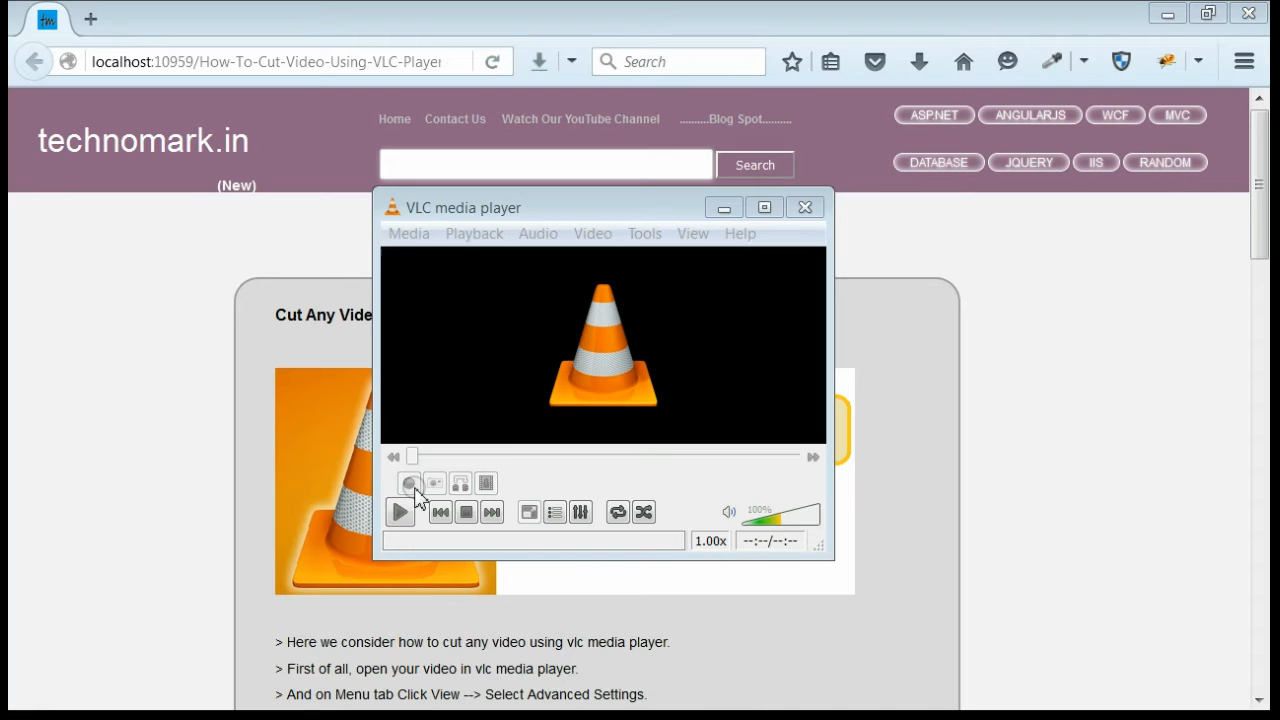 tm
localhost:10959/How-To-Cut-Video-Using-VLC-Player
Search
technomark.in
(New)
Home Contact Us Watch Our YouTube Channel ..........Blog Spot..........
Search
ASP.NET ANGULARJS WCF MVC
DATABASE JQUERY IIS RANDOM
VLC media player
Media Playback Audio Video Tools View Help
Cut Any Vide
100%
1.00x --:--/--:--
> Here we consider how to cut any video using vlc media player.
> First of all, open your video in vlc media player.
> And on Menu tab Click View --> Select Advanced Settings.